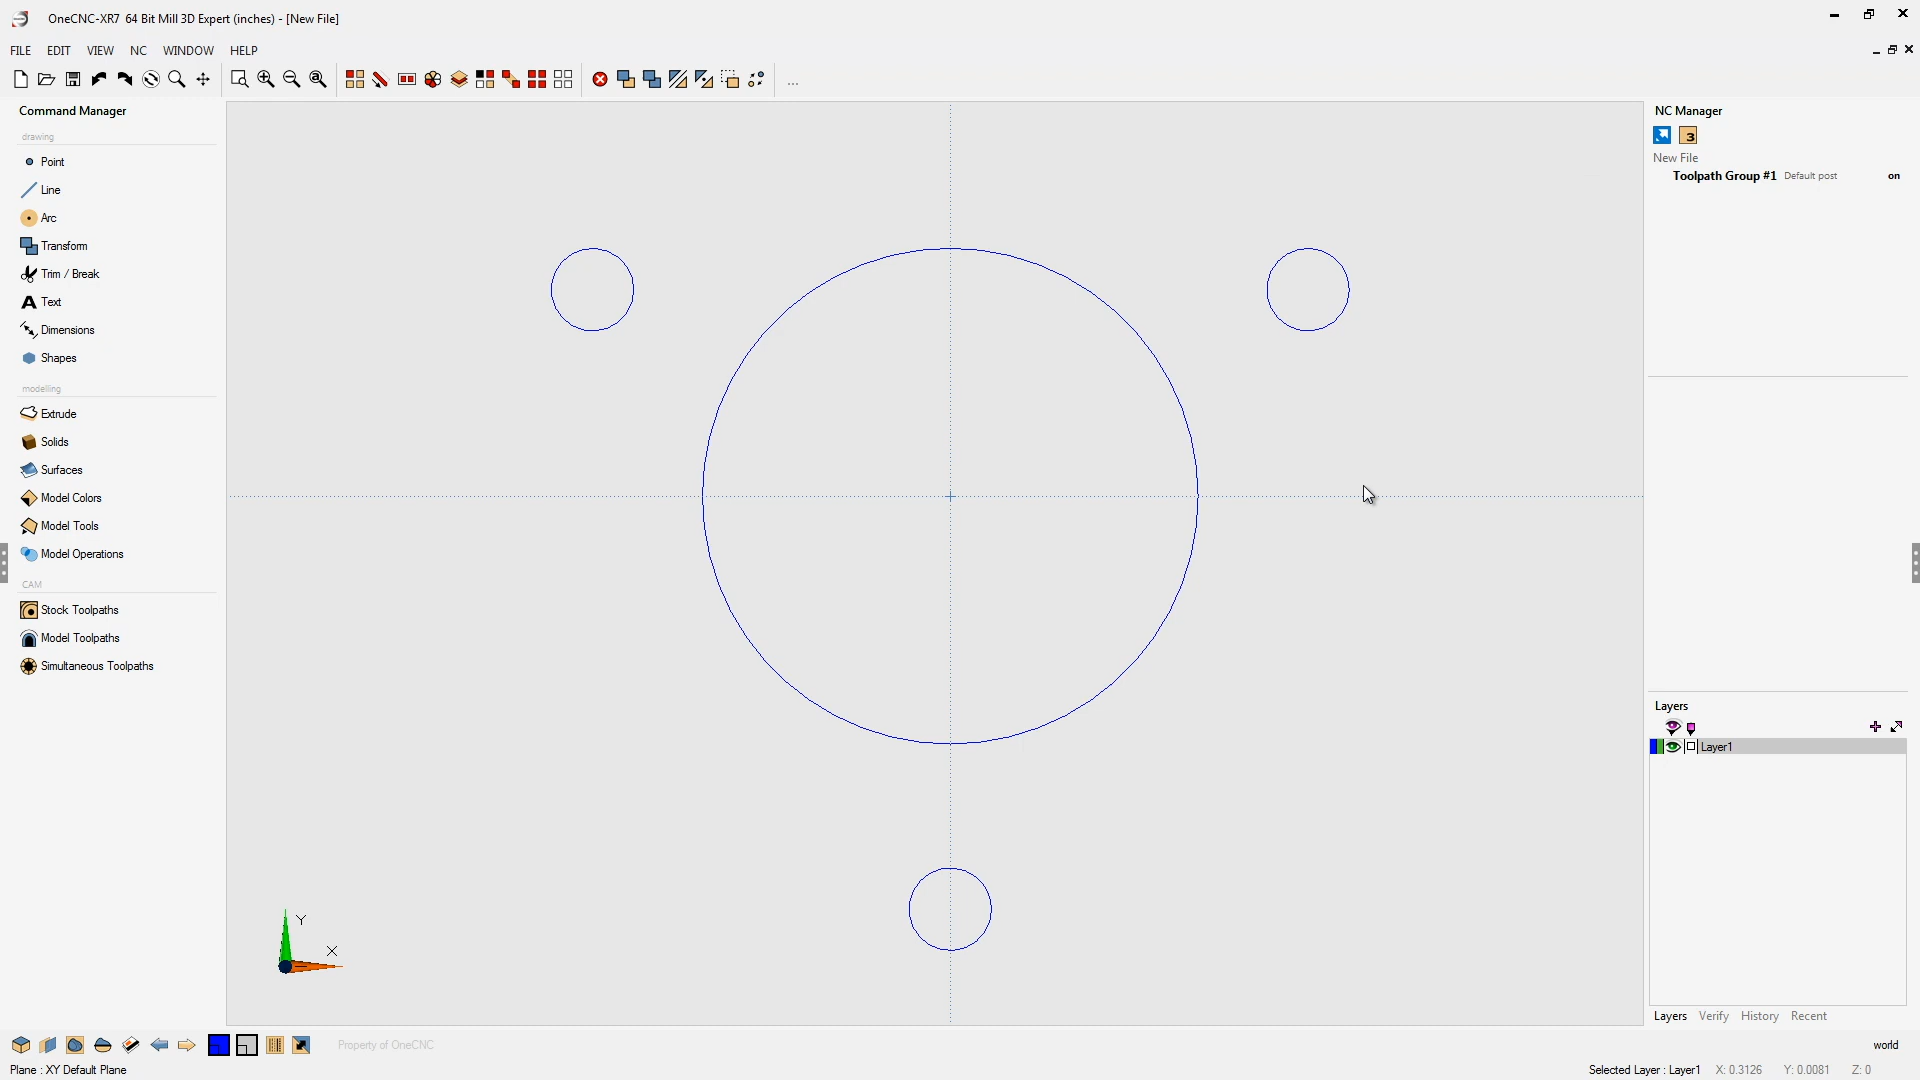 OneCNC-XR7 64 Bit Mill 3D Expert (inches) - [New File]
FILE EDIT VIEW NC WINDOW HELP
...
Command Manager
drawing
Point
Line
Arc
Transform
Trim / Break
Text
Dimensions
Shapes
modelling
Extrude
Solids
Surfaces
Model Colors
Model Tools
Model Operations
CAM
Stock Toolpaths
Model Toolpaths
Simultaneous Toolpaths
Y
X
NC Manager
3
New File
Toolpath Group #1 Default post on
Layers
Layer1
Layers Verify History Recent
Property of OneCNC
world
Plane : XY Default Plane
Selected Layer : Layer1 X: 0.3126 Y: 0.0081 Z: 0